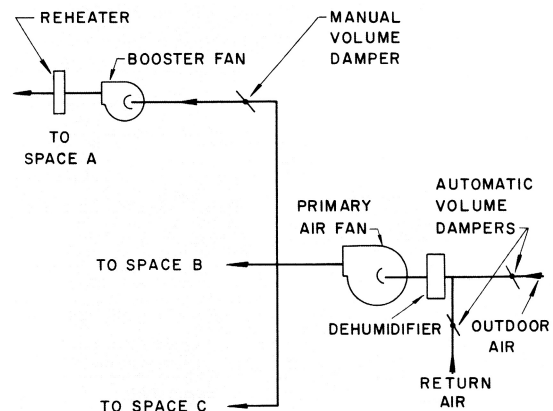 REHEATER
BOOSTER FAN
MANUAL
VOLUME
DAMPER
TO
SPACE A
PRIMARY
AIR FAN
AUTOMATIC
VOLUME
DAMPERS
TO SPACE B
DEHUMIDIFIER
OUTDOOR
AIR
RETURN
AIR
TO SPACE C